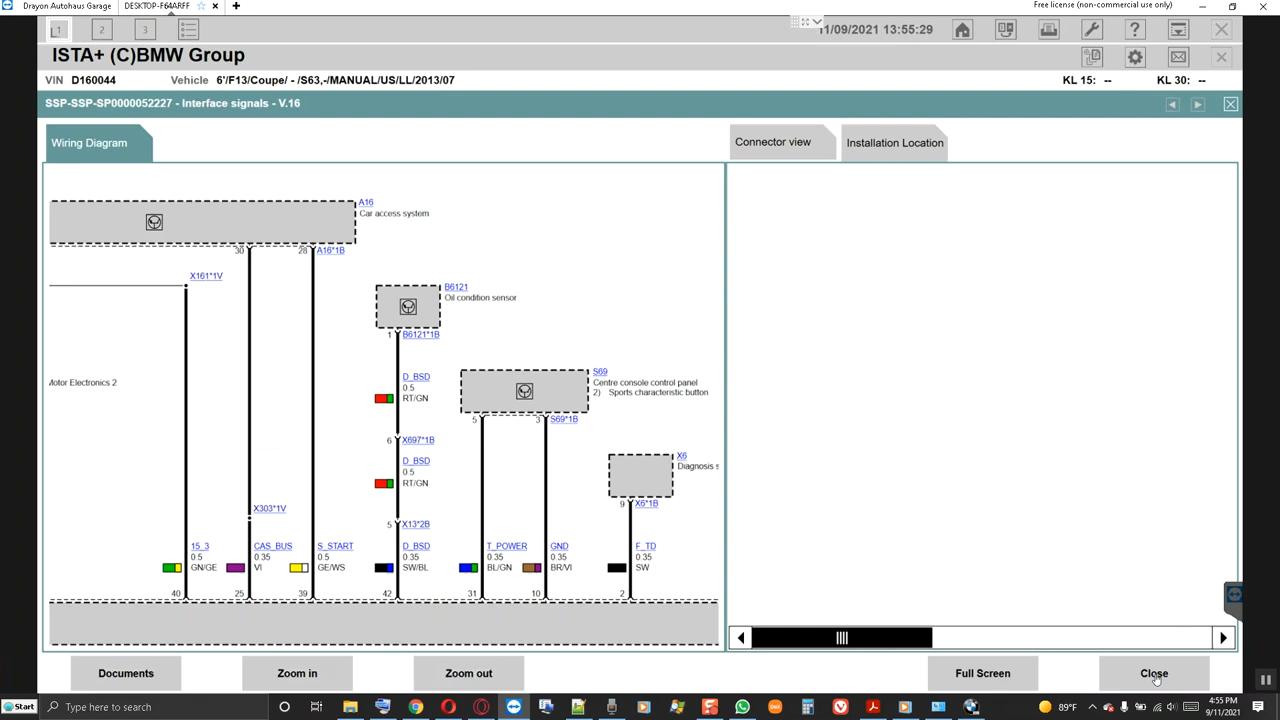 Drayon Autohaus Garage
DESKTOP-F64ARFF
Free license (non-commercial use only)
1 2 3
11/09/2021 13:55:29
ISTA+ (C)BMW Group
VIN D160044 Vehicle 6'/F13/Coupe/ - /S63,-/MANUAL/US/LL/2013/07 KL 15: -- KL 30: --
SSP-SSP-SP0000052227 - Interface signals - V.16
Wiring Diagram
Connector view
Installation Location
A16
Car access system
30 28 A16*1B
X161*1V
B6121
Oil condition sensor
1 B6121*1B
S69
Centre console control panel
2) Sports characteristic button
Motor Electronics 2
D_BSD
0.5
RT/GN
5 3 S69*1B
6 X697*1B
X6
Diagnosis s
D_BSD
0.5
RT/GN
9 X6*1B
X303*1V
5 X13*2B
15_3
0.5
GN/GE
CAS_BUS
0.35
VI
S_START
0.5
GE/WS
D_BSD
0.35
SW/BL
T_POWER
0.35
BL/GN
GND
0.35
BR/VI
F_TD
0.35
SW
40 25 39 42 31 10 2
Documents
Zoom in
Zoom out
Full Screen
Close
Start
Type here to search
89°F
4:55 PM
9/11/2021